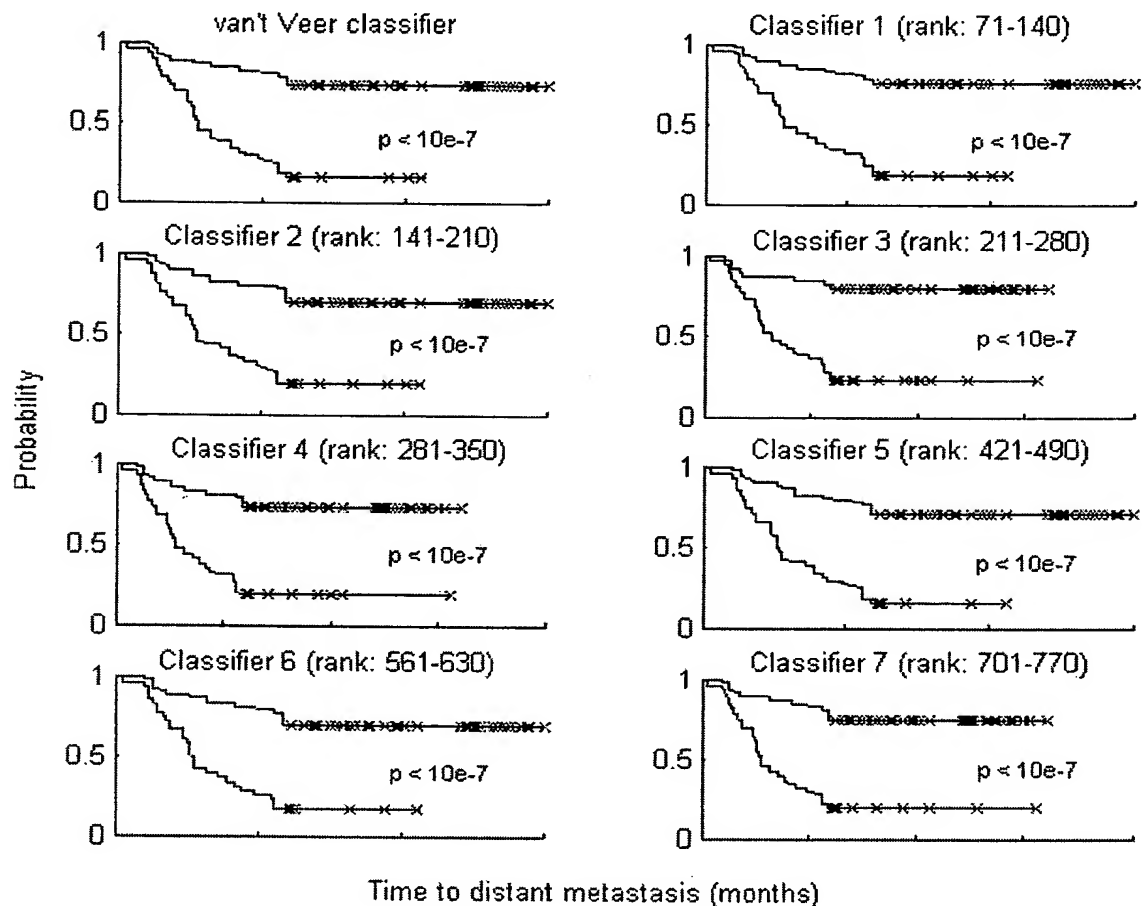 van't Veer classifier
1
0.5
0
p < 10e-7
Classifier 1 (rank: 71-140)
1
0.5
0
p < 10e-7
Classifier 2 (rank: 141-210)
1
0.5
0
p < 10e-7
Classifier 3 (rank: 211-280)
1
0.5
0
p < 10e-7
Classifier 4 (rank: 281-350)
1
0.5
0
p < 10e-7
Classifier 5 (rank: 421-490)
1
0.5
0
p < 10e-7
Classifier 6 (rank: 561-630)
1
0.5
0
p < 10e-7
Classifier 7 (rank: 701-770)
1
0.5
0
p < 10e-7
Probability
Time to distant metastasis (months)